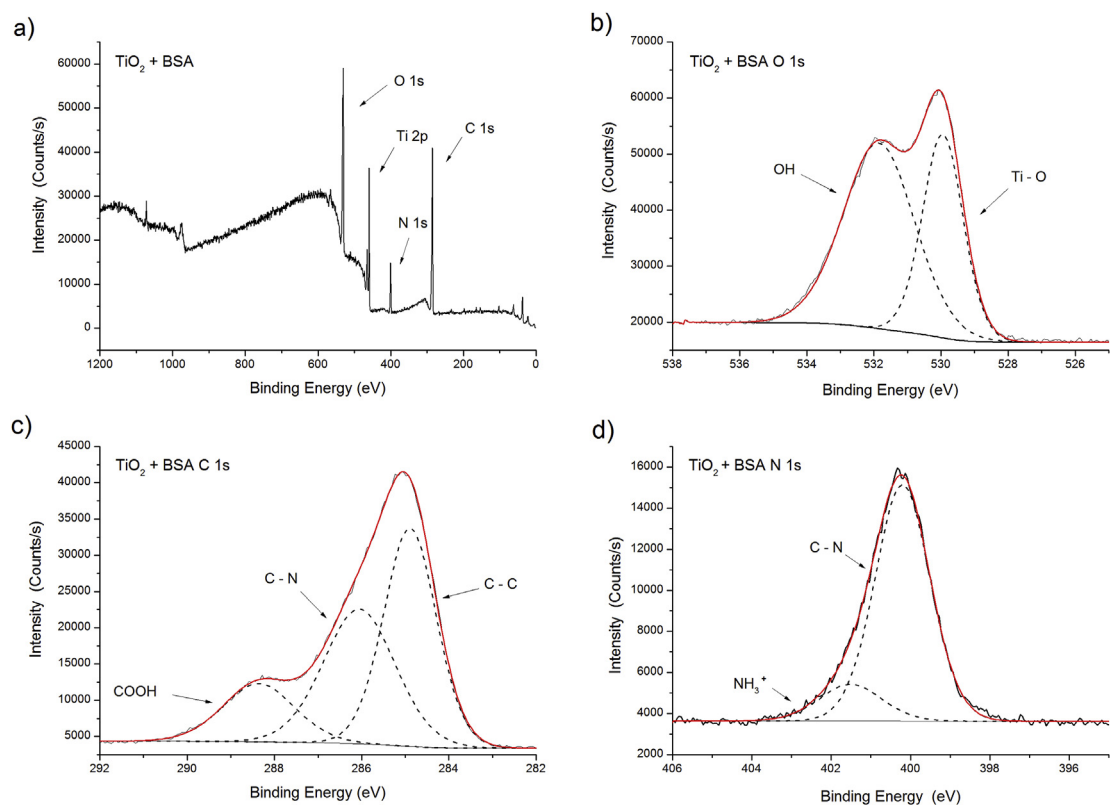 a)
TiO2 + BSA
O 1s
Ti 2p
C 1s
N 1s
60000
50000
40000
30000
20000
10000
0
Intensity (Counts/s)
1200 1000 800 600 400 200 0
Binding Energy (eV)
b)
TiO2 + BSA O 1s
OH
Ti - O
70000
60000
50000
40000
30000
20000
Intensity (Counts/s)
538 536 534 532 530 528 526
Binding Energy (eV)
c)
TiO2 + BSA C 1s
C - N
C - C
COOH
45000
40000
35000
30000
25000
20000
15000
10000
5000
Intensity (Counts/s)
292 290 288 286 284 282
Binding Energy (eV)
d)
TiO2 + BSA N 1s
C - N
NH3+
16000
14000
12000
10000
8000
6000
4000
2000
Intensity (Counts/s)
406 404 402 400 398 396
Binding Energy (eV)